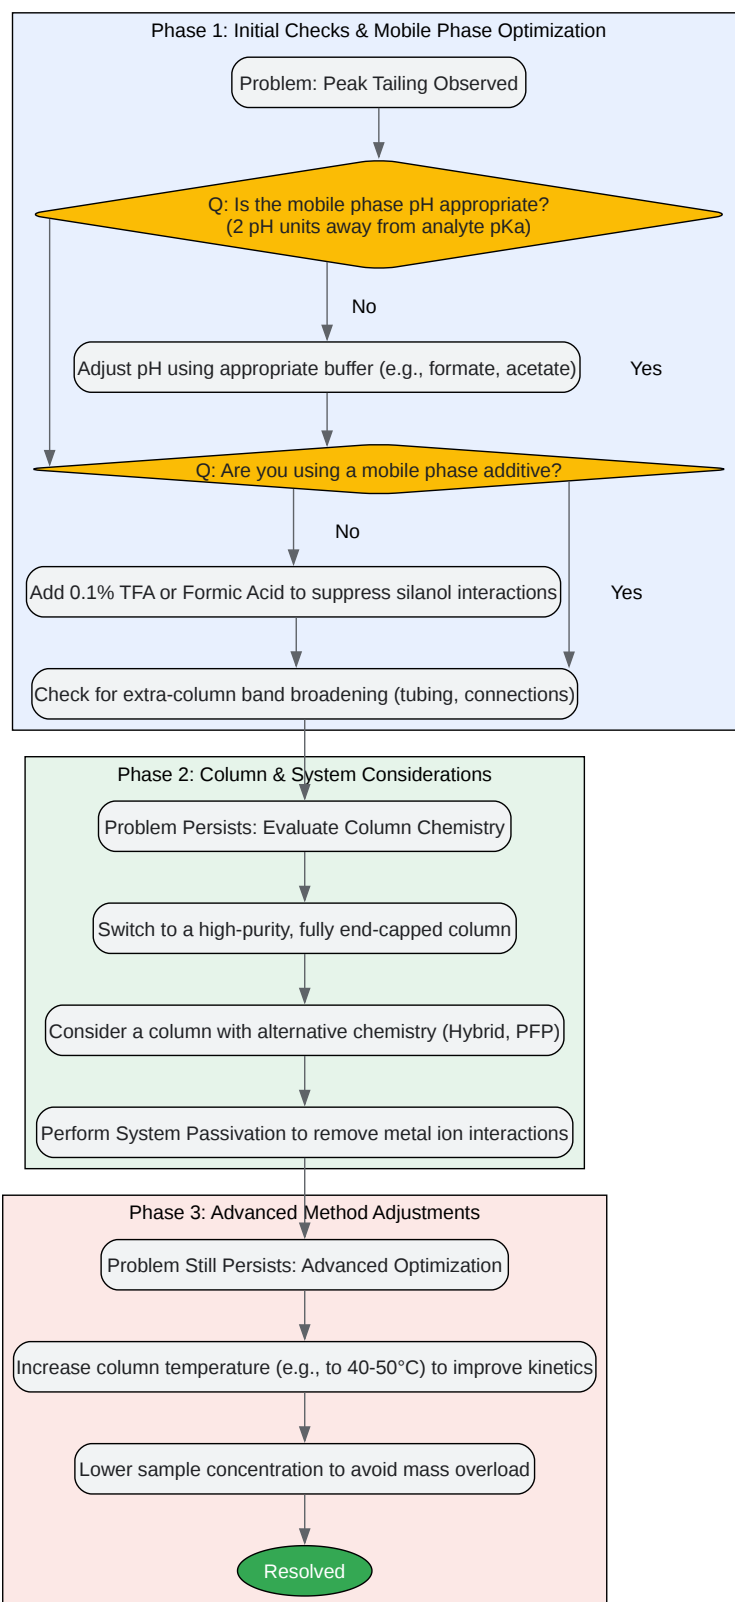 Phase 1: Initial Checks & Mobile Phase Optimization
Problem: Peak Tailing Observed
Q: Is the mobile phase pH appropriate?
(2 pH units away from analyte pKa)
No
Adjust pH using appropriate buffer (e.g., formate, acetate)
Yes
Q: Are you using a mobile phase additive?
No
Add 0.1% TFA or Formic Acid to suppress silanol interactions
Yes
Check for extra-column band broadening (tubing, connections)
Phase 2: Column & System Considerations
Problem Persists: Evaluate Column Chemistry
Switch to a high-purity, fully end-capped column
Consider a column with alternative chemistry (Hybrid, PFP)
Perform System Passivation to remove metal ion interactions
Phase 3: Advanced Method Adjustments
Problem Still Persists: Advanced Optimization
Increase column temperature (e.g., to 40-50°C) to improve kinetics
Lower sample concentration to avoid mass overload
Resolved